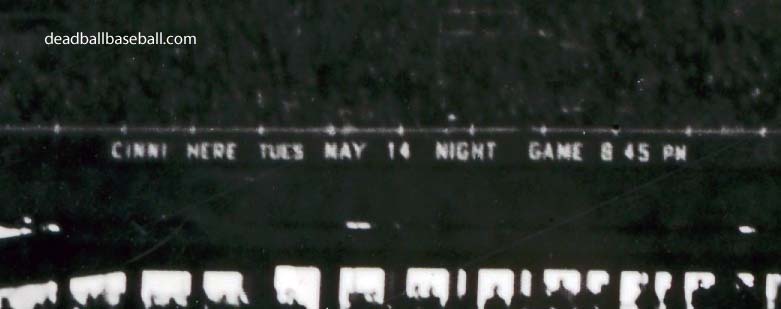 deadballbaseball.com
CINNI HERE TUES MAY 14 NIGHT GAME 8 45 PM